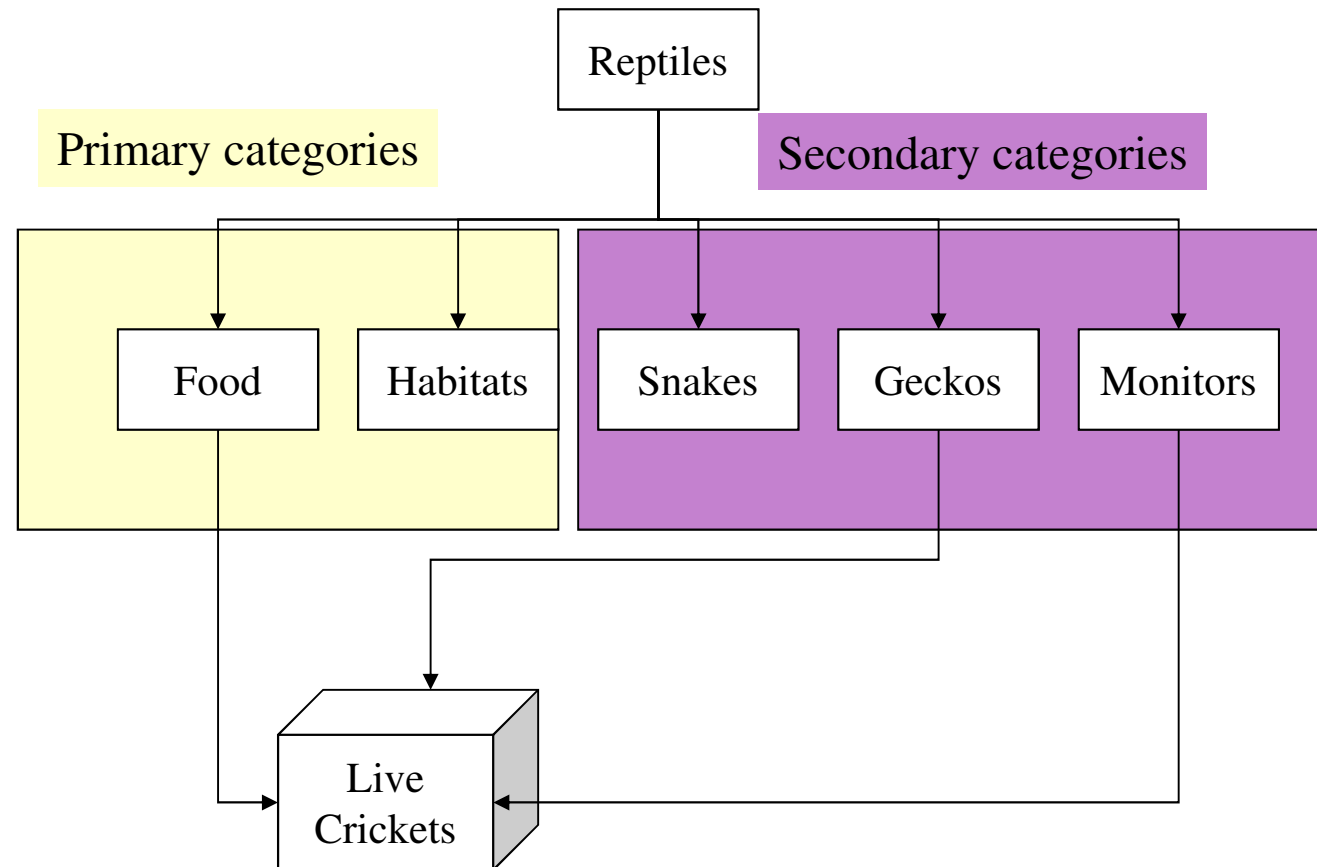 Reptiles
Primary categories
Secondary categories
Food
Habitats
Snakes
Geckos
Monitors
Live
Crickets